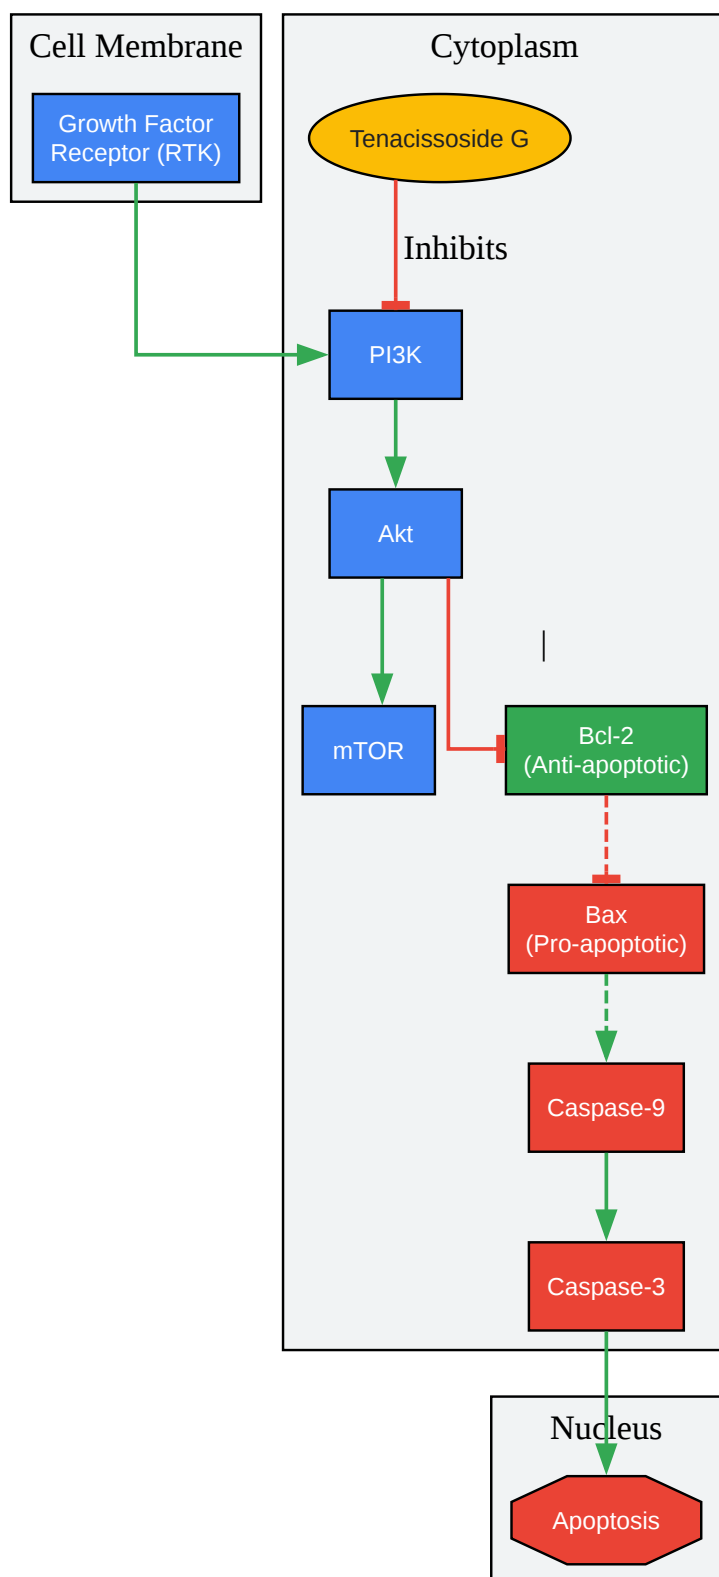 Cell Membrane
Growth Factor
Receptor (RTK)
Cytoplasm
Tenacissoside G
Inhibits
PI3K
Akt
|
mTOR
Bcl-2
(Anti-apoptotic)
Bax
(Pro-apoptotic)
Caspase-9
Caspase-3
Nucleus
Apoptosis